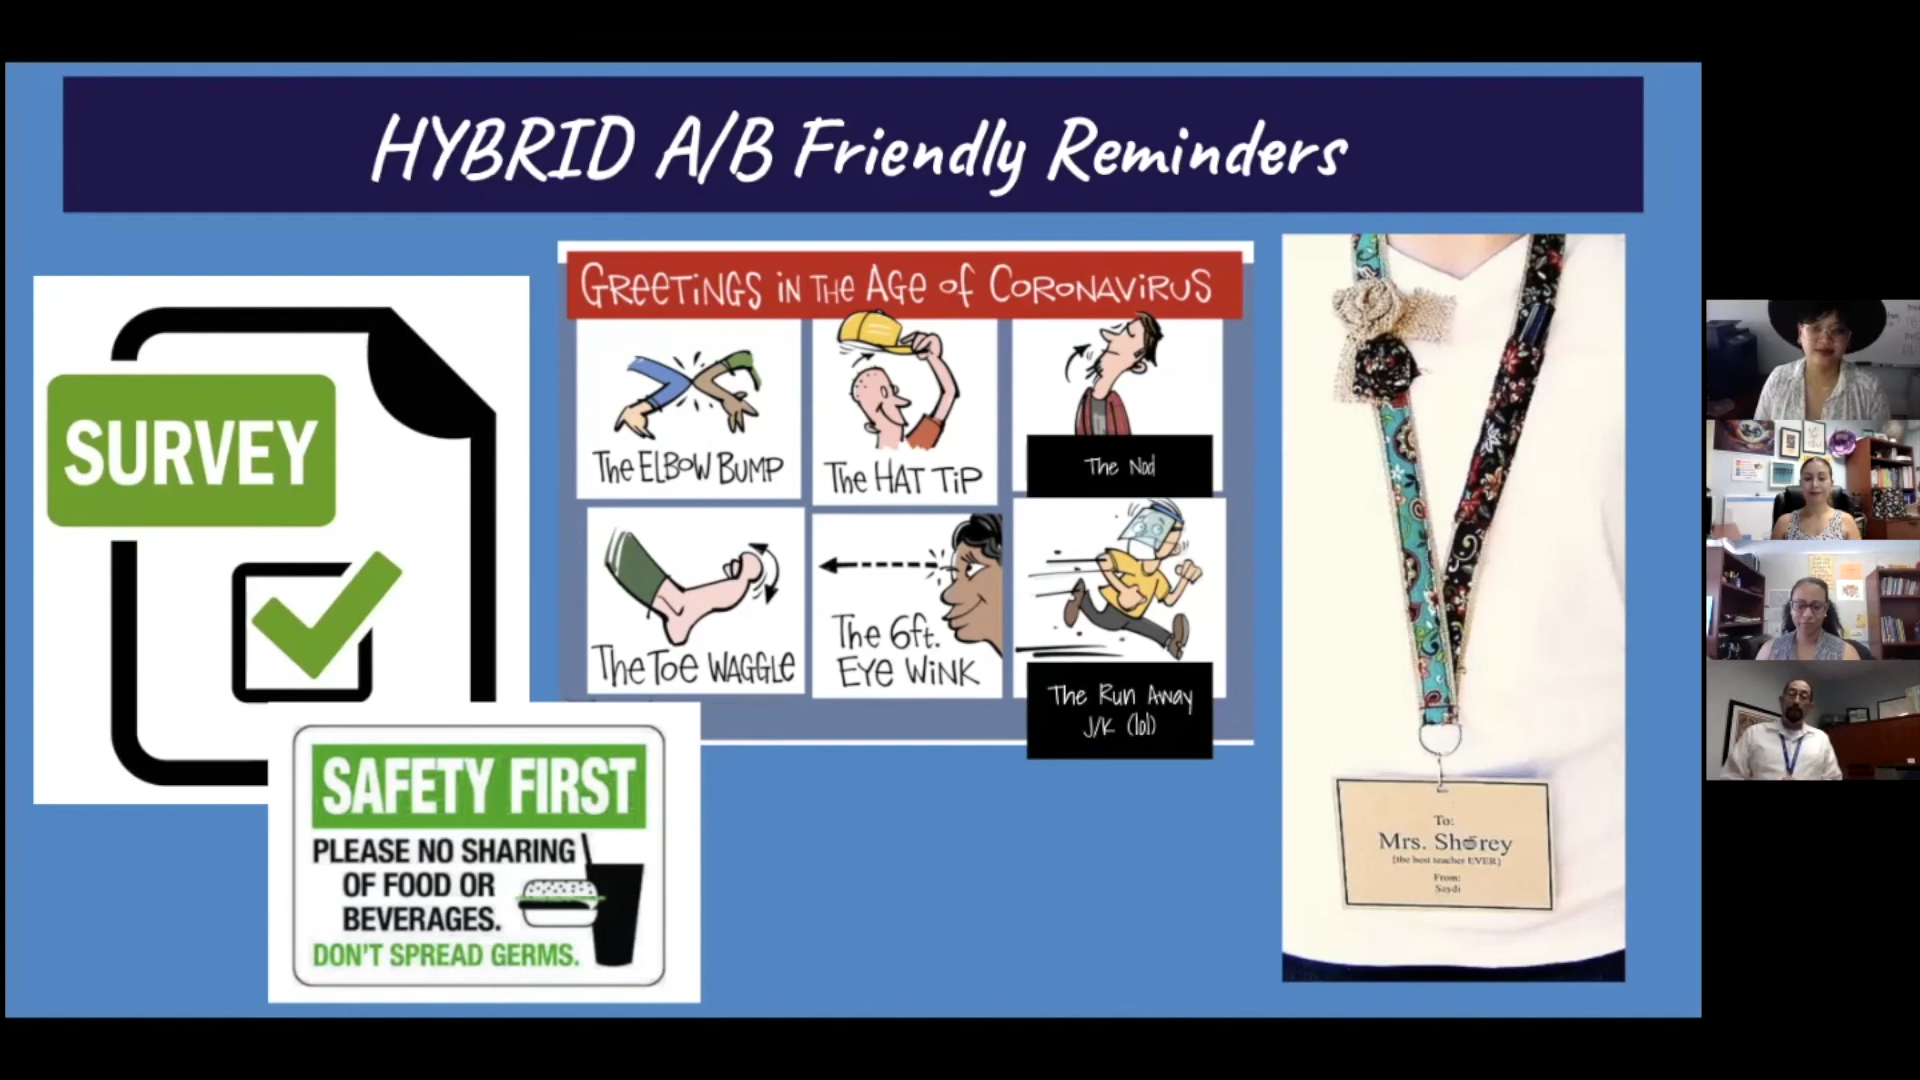 HYBRID A/B Friendly Reminders
SURVEY
GREETINGS IN THE AGE OF CORONAVIRUS
The ELBOW BUMP
The HAT TIP
The Nod
The TOE WAGGLE
The 6ft.
EYE WINK
The Run Away
J/K (lol)
SAFETY FIRST
PLEASE NO SHARING
OF FOOD OR
BEVERAGES.
DON'T SPREAD GERMS.
To:
Mrs. Shorey
[the best teacher EVER]
From:
Saydi